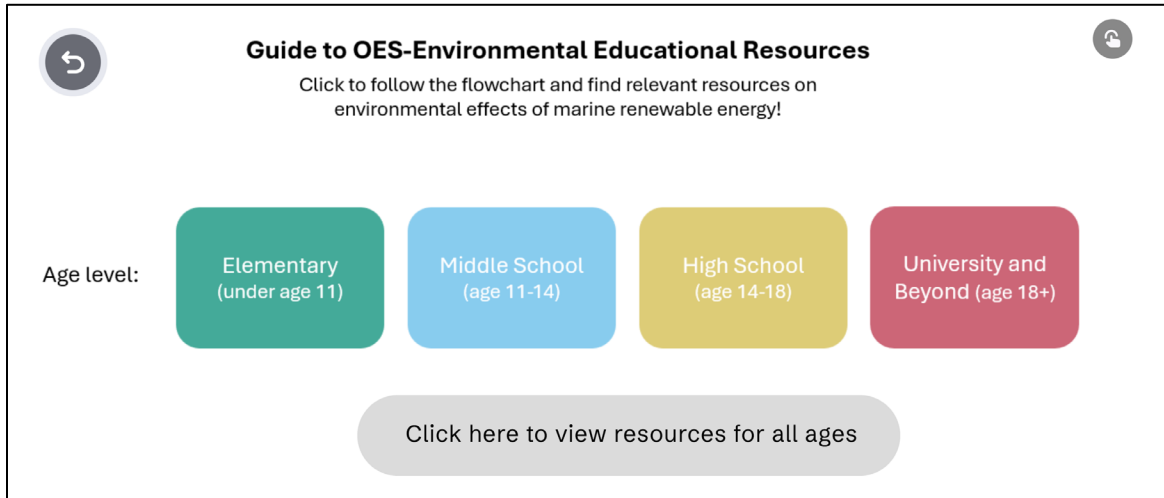 Guide to OES-Environmental Educational Resources
Click to follow the flowchart and find relevant resources on
environmental effects of marine renewable energy!
Age level:
Elementary
(under age 11)
Middle School
(age 11-14)
High School
(age 14-18)
University and
Beyond (age 18+)
Click here to view resources for all ages